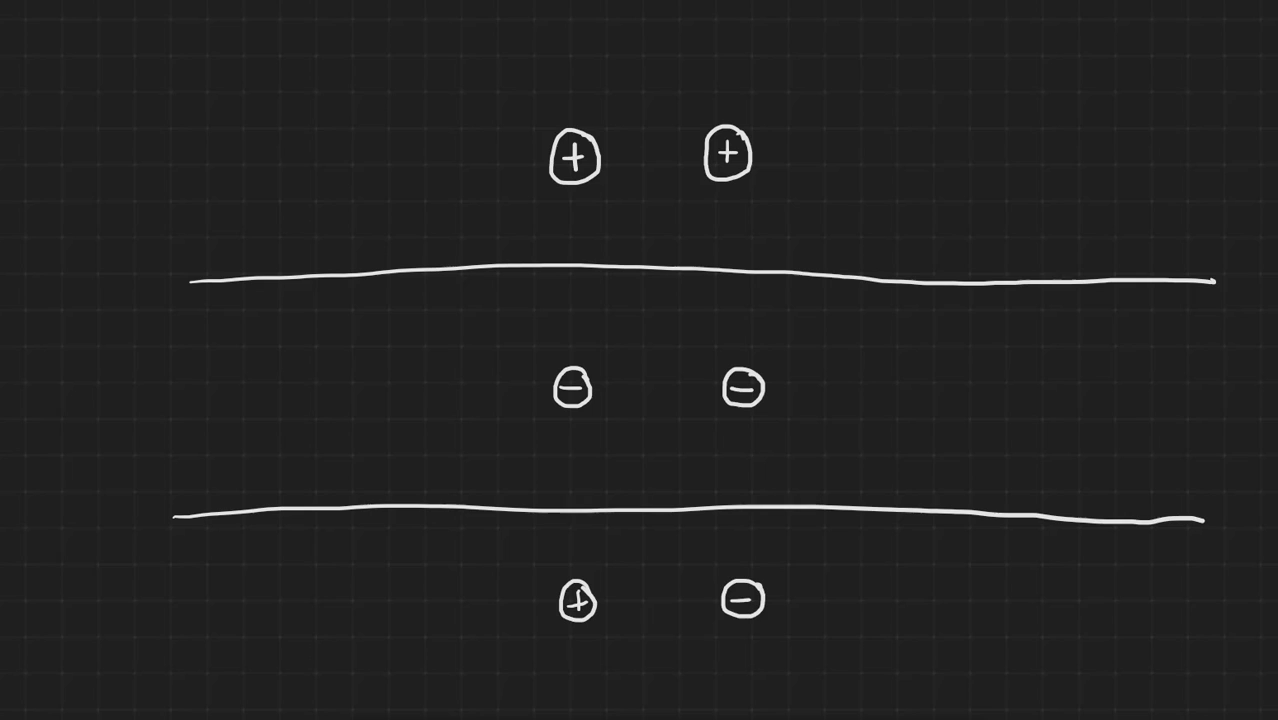 + +
− −
+ −